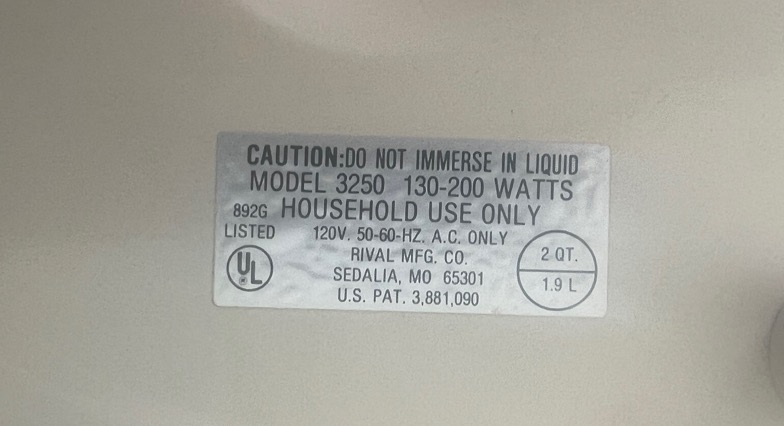 CAUTION:DO NOT IMMERSE IN LIQUID
MODEL 3250 130-200 WATTS
892G HOUSEHOLD USE ONLY
LISTED 120V. 50-60-HZ. A.C. ONLY
UL
RIVAL MFG. CO.
SEDALIA, MO 65301
U.S. PAT. 3,881,090
2 QT.
1.9 L